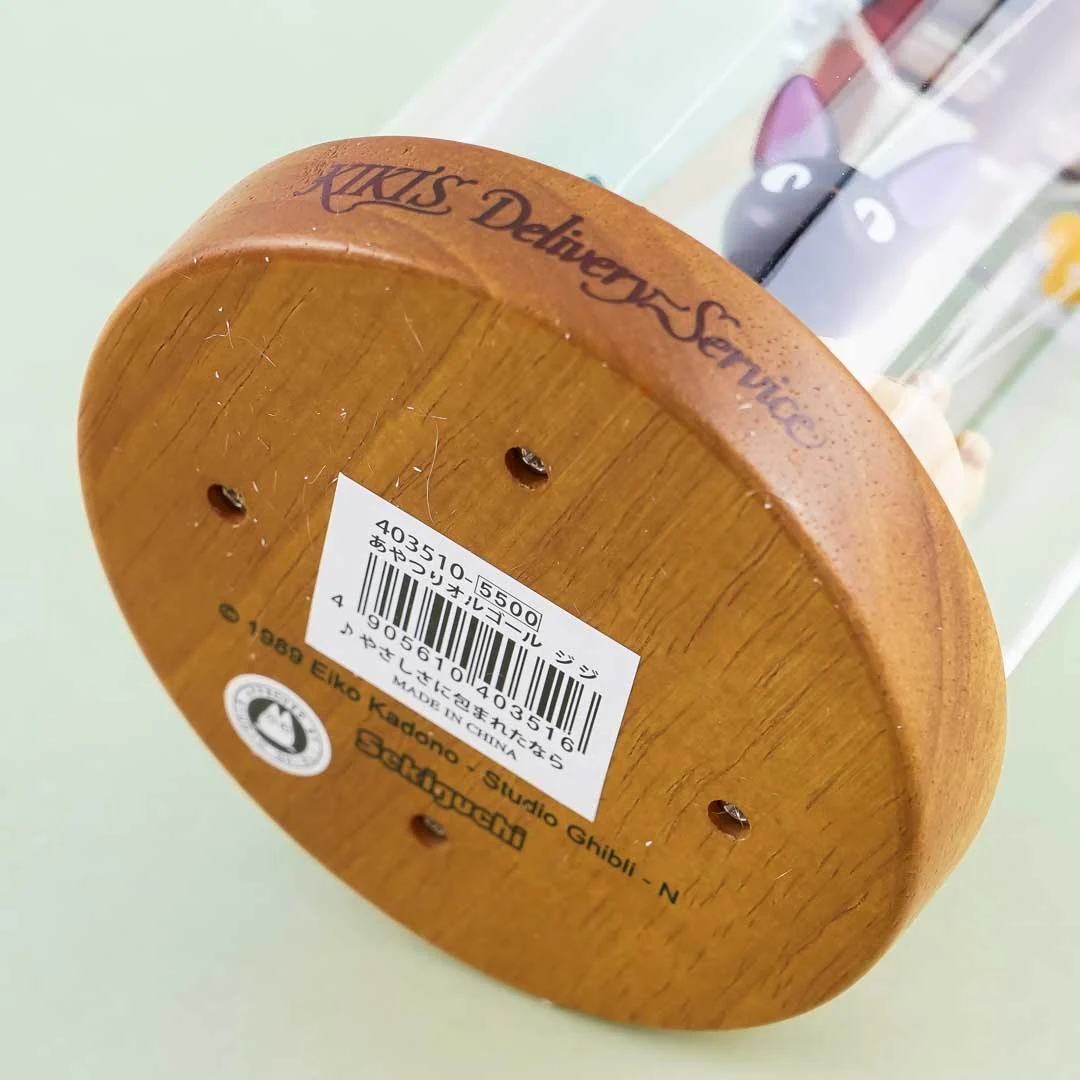 KIKI'S Delivery Service
403510-5500
あやつりオルゴール ジジ
4 905610 403516
♪やさしさに包まれたなら
MADE IN CHINA
© 1989 Eiko Kadono - Studio Ghibli - N
Sekiguchi